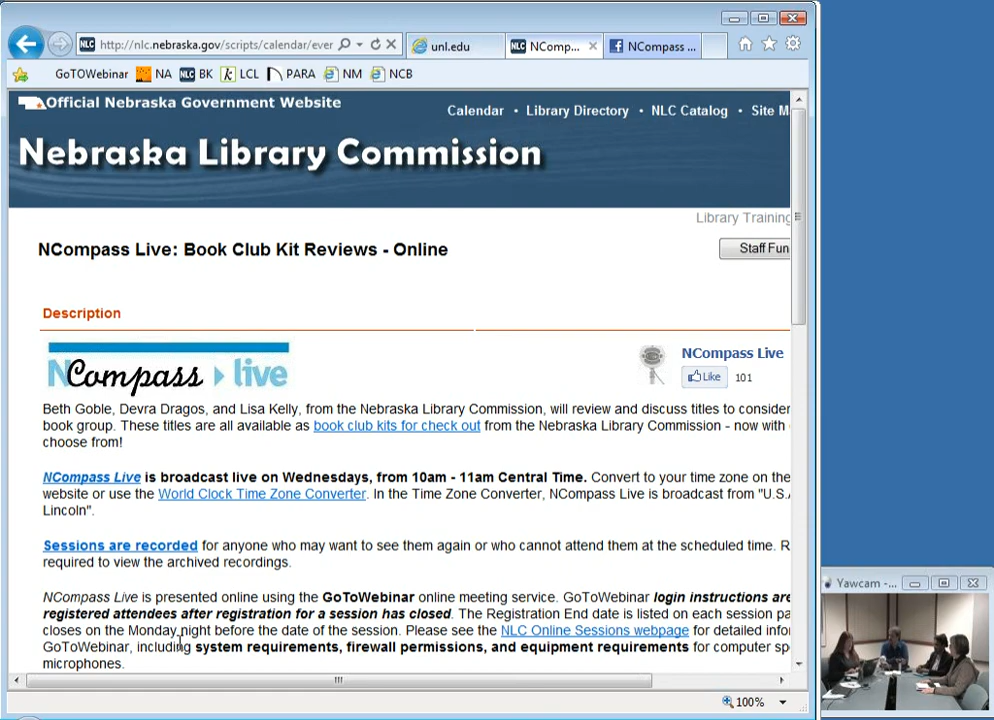 http://nlc.nebraska.gov/scripts/calendar/ever
unl.edu
NComp...
NCompass ...
GoTOWebinar NA BK LCL PARA NM NCB
Official Nebraska Government Website
Calendar • Library Directory • NLC Catalog • Site M
Nebraska Library Commission
Library Training
NCompass Live: Book Club Kit Reviews - Online
Staff Fun
Description
NCompass live
NCompass Live
Like 101
Beth Goble, Devra Dragos, and Lisa Kelly, from the Nebraska Library Commission, will review and discuss titles to consider
book group. These titles are all available as book club kits for check out from the Nebraska Library Commission - now with
choose from!
NCompass Live is broadcast live on Wednesdays, from 10am - 11am Central Time. Convert to your time zone on the
website or use the World Clock Time Zone Converter. In the Time Zone Converter, NCompass Live is broadcast from "U.S.A
Lincoln".
Sessions are recorded for anyone who may want to see them again or who cannot attend them at the scheduled time. R
required to view the archived recordings.
NCompass Live is presented online using the GoToWebinar online meeting service. GoToWebinar login instructions are
registered attendees after registration for a session has closed. The Registration End date is listed on each session pa
closes on the Monday night before the date of the session. Please see the NLC Online Sessions webpage for detailed info
GoToWebinar, including system requirements, firewall permissions, and equipment requirements for computer sp
microphones.
100%
Yawcam -...